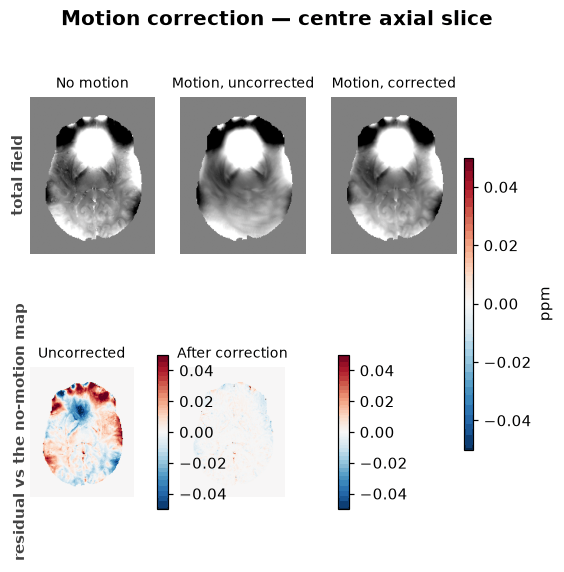 Motion correction — centre axial slice
No motion
Motion, uncorrected
Motion, corrected
total field
0.04
0.02
0.00
−0.02
−0.04
ppm
residual vs the no-motion map
Uncorrected
After correction
0.04
0.02
0.00
−0.02
−0.04
0.04
0.02
0.00
−0.02
−0.04